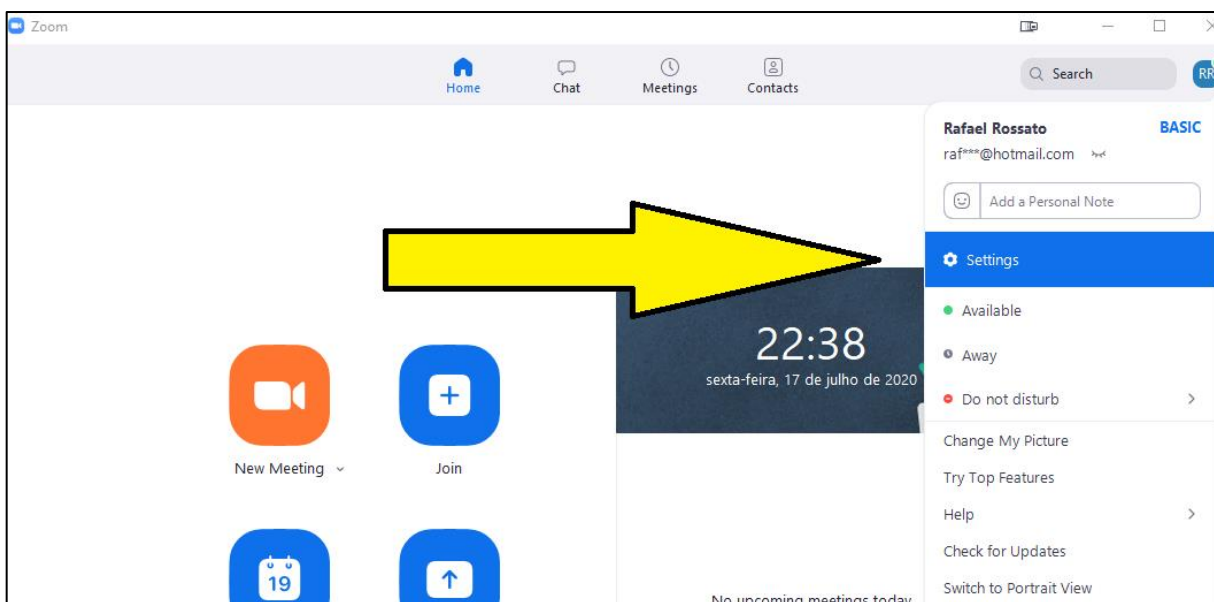 Zoom
Home
Chat
Meetings
Contacts
Search
RR
Rafael Rossato
BASIC
raf***@hotmail.com
Add a Personal Note
Settings
Available
Away
Do not disturb
Change My Picture
Try Top Features
Help
Check for Updates
Switch to Portrait View
22:38
sexta-feira, 17 de julho de 2020
New Meeting
Join
19
No upcoming meetings today